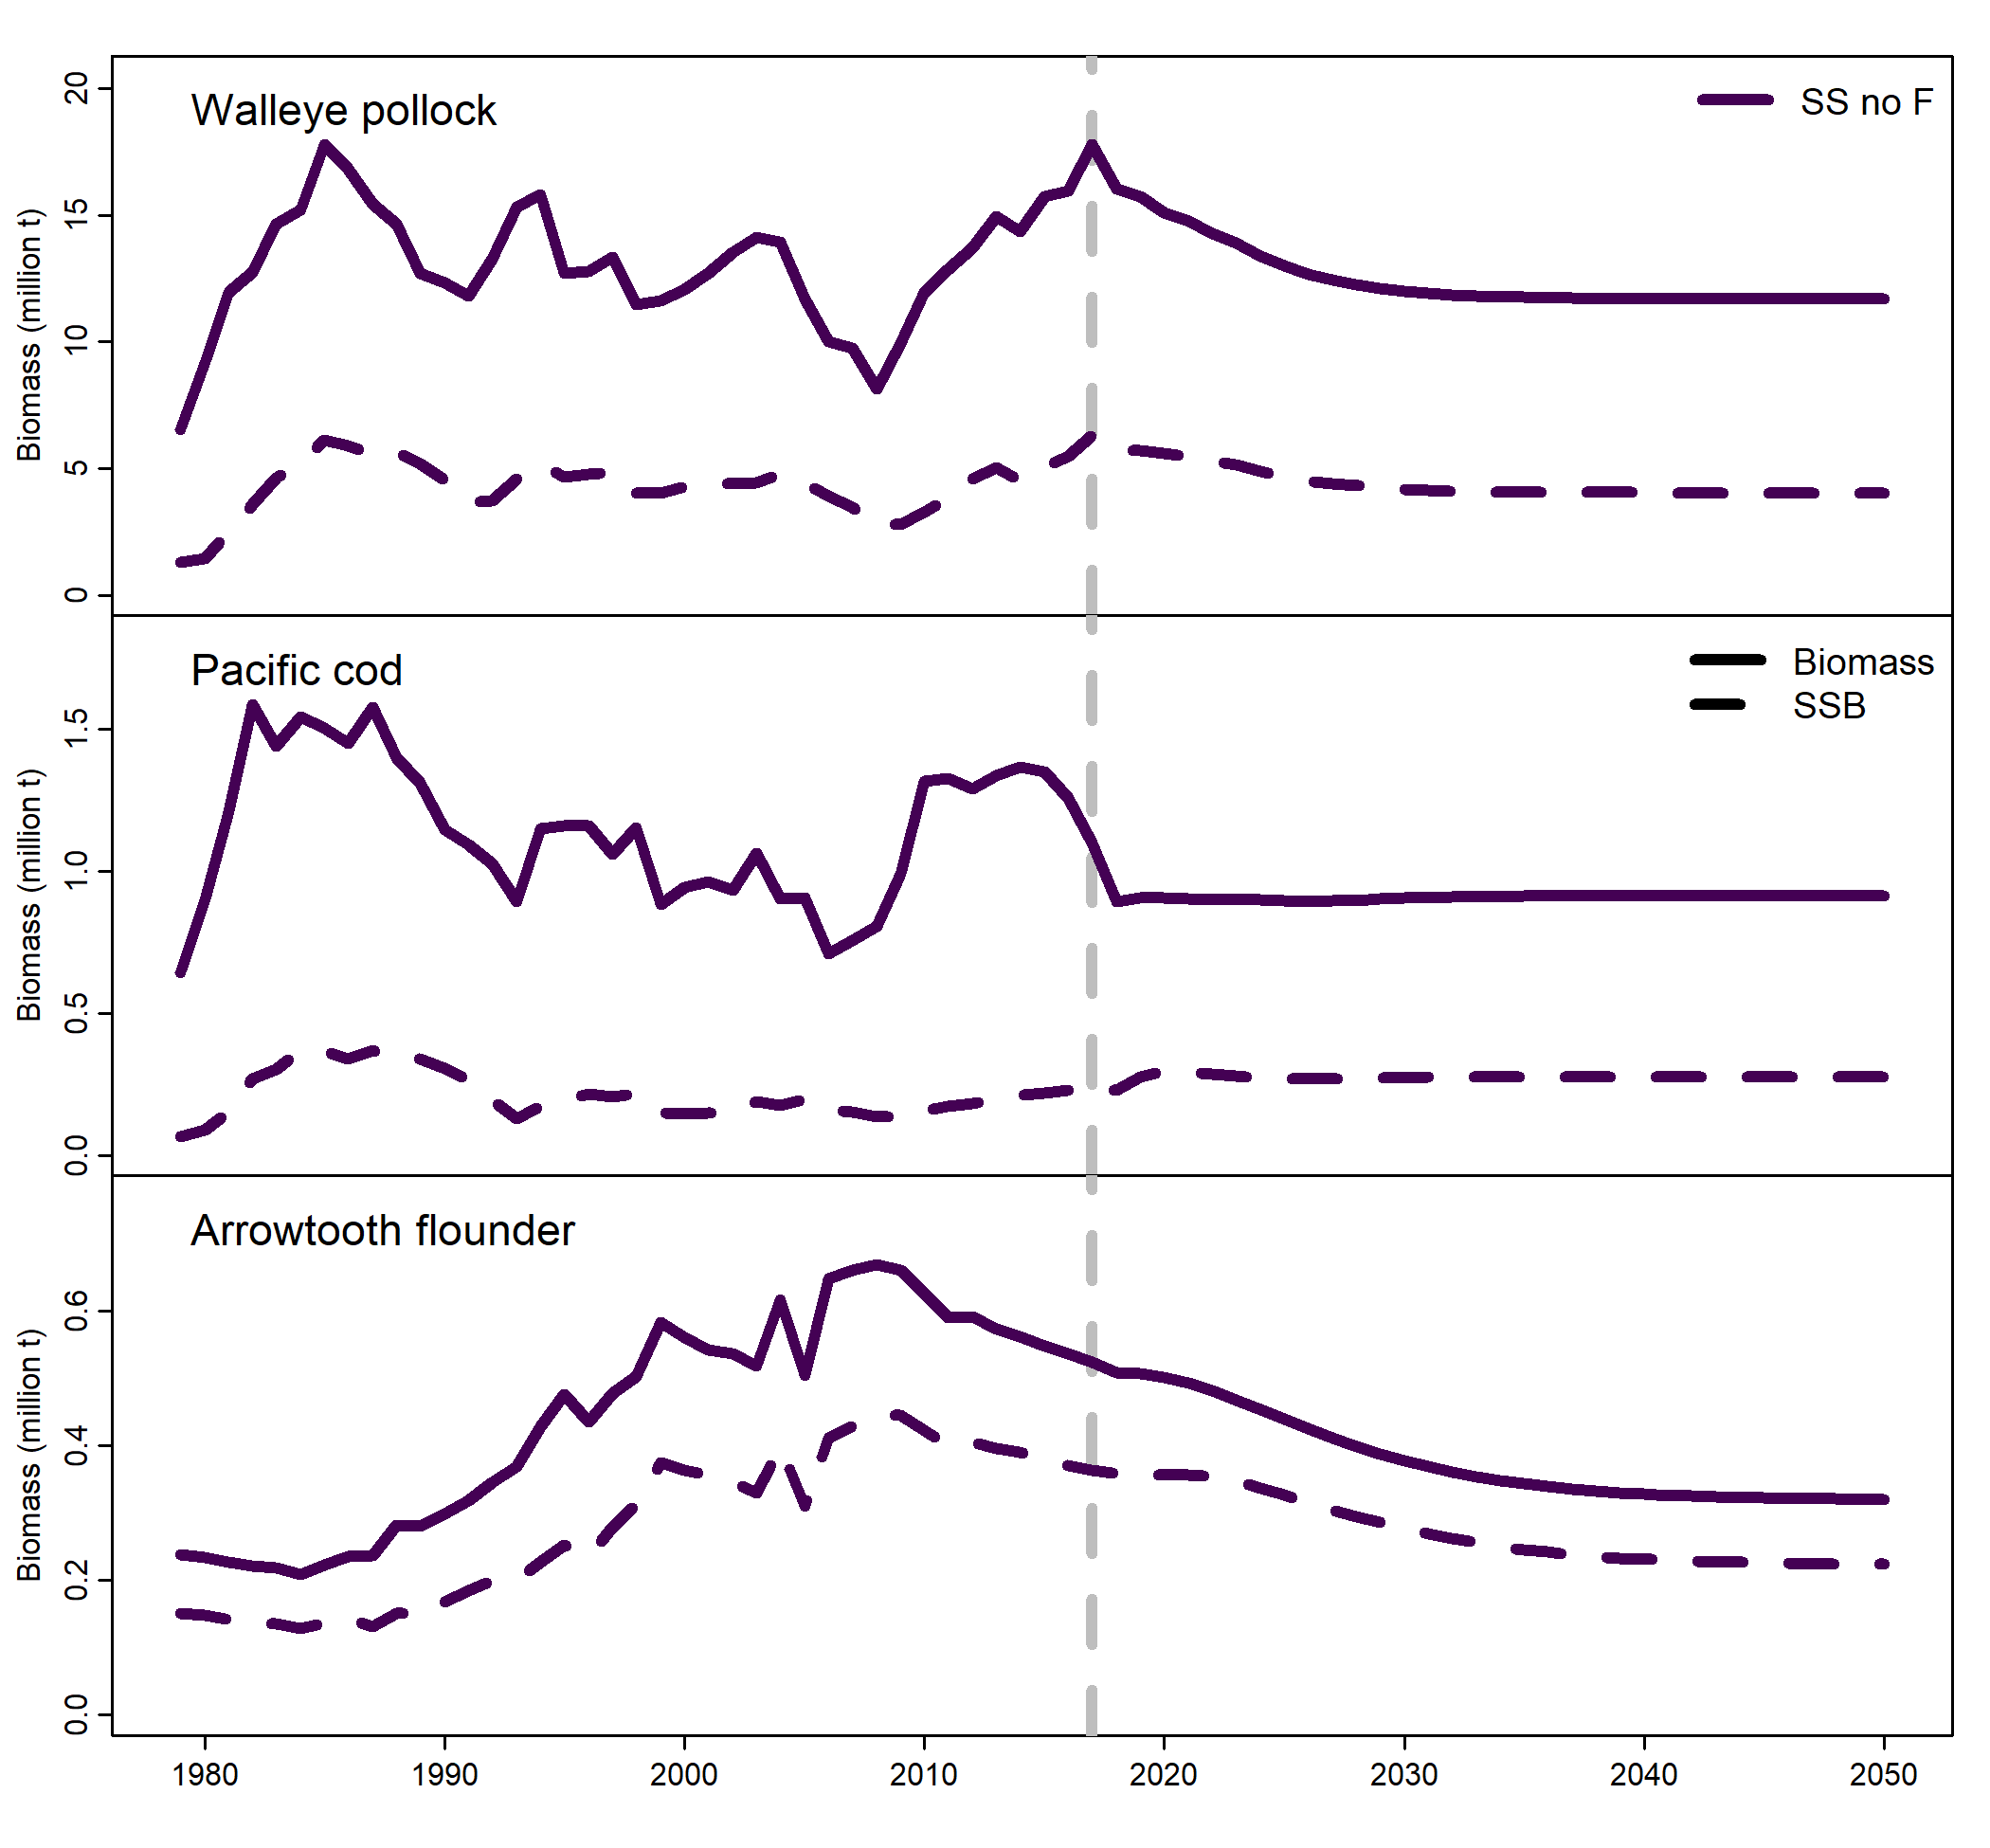 Walleye pollock
SS no F
Biomass (million t)
20
15
10
5
0
Pacific cod
Biomass
SSB
Biomass (million t)
1.5
1.0
0.5
0.0
Arrowtooth flounder
Biomass (million t)
0.6
0.4
0.2
0.0
1980 1990 2000 2010 2020 2030 2040 2050